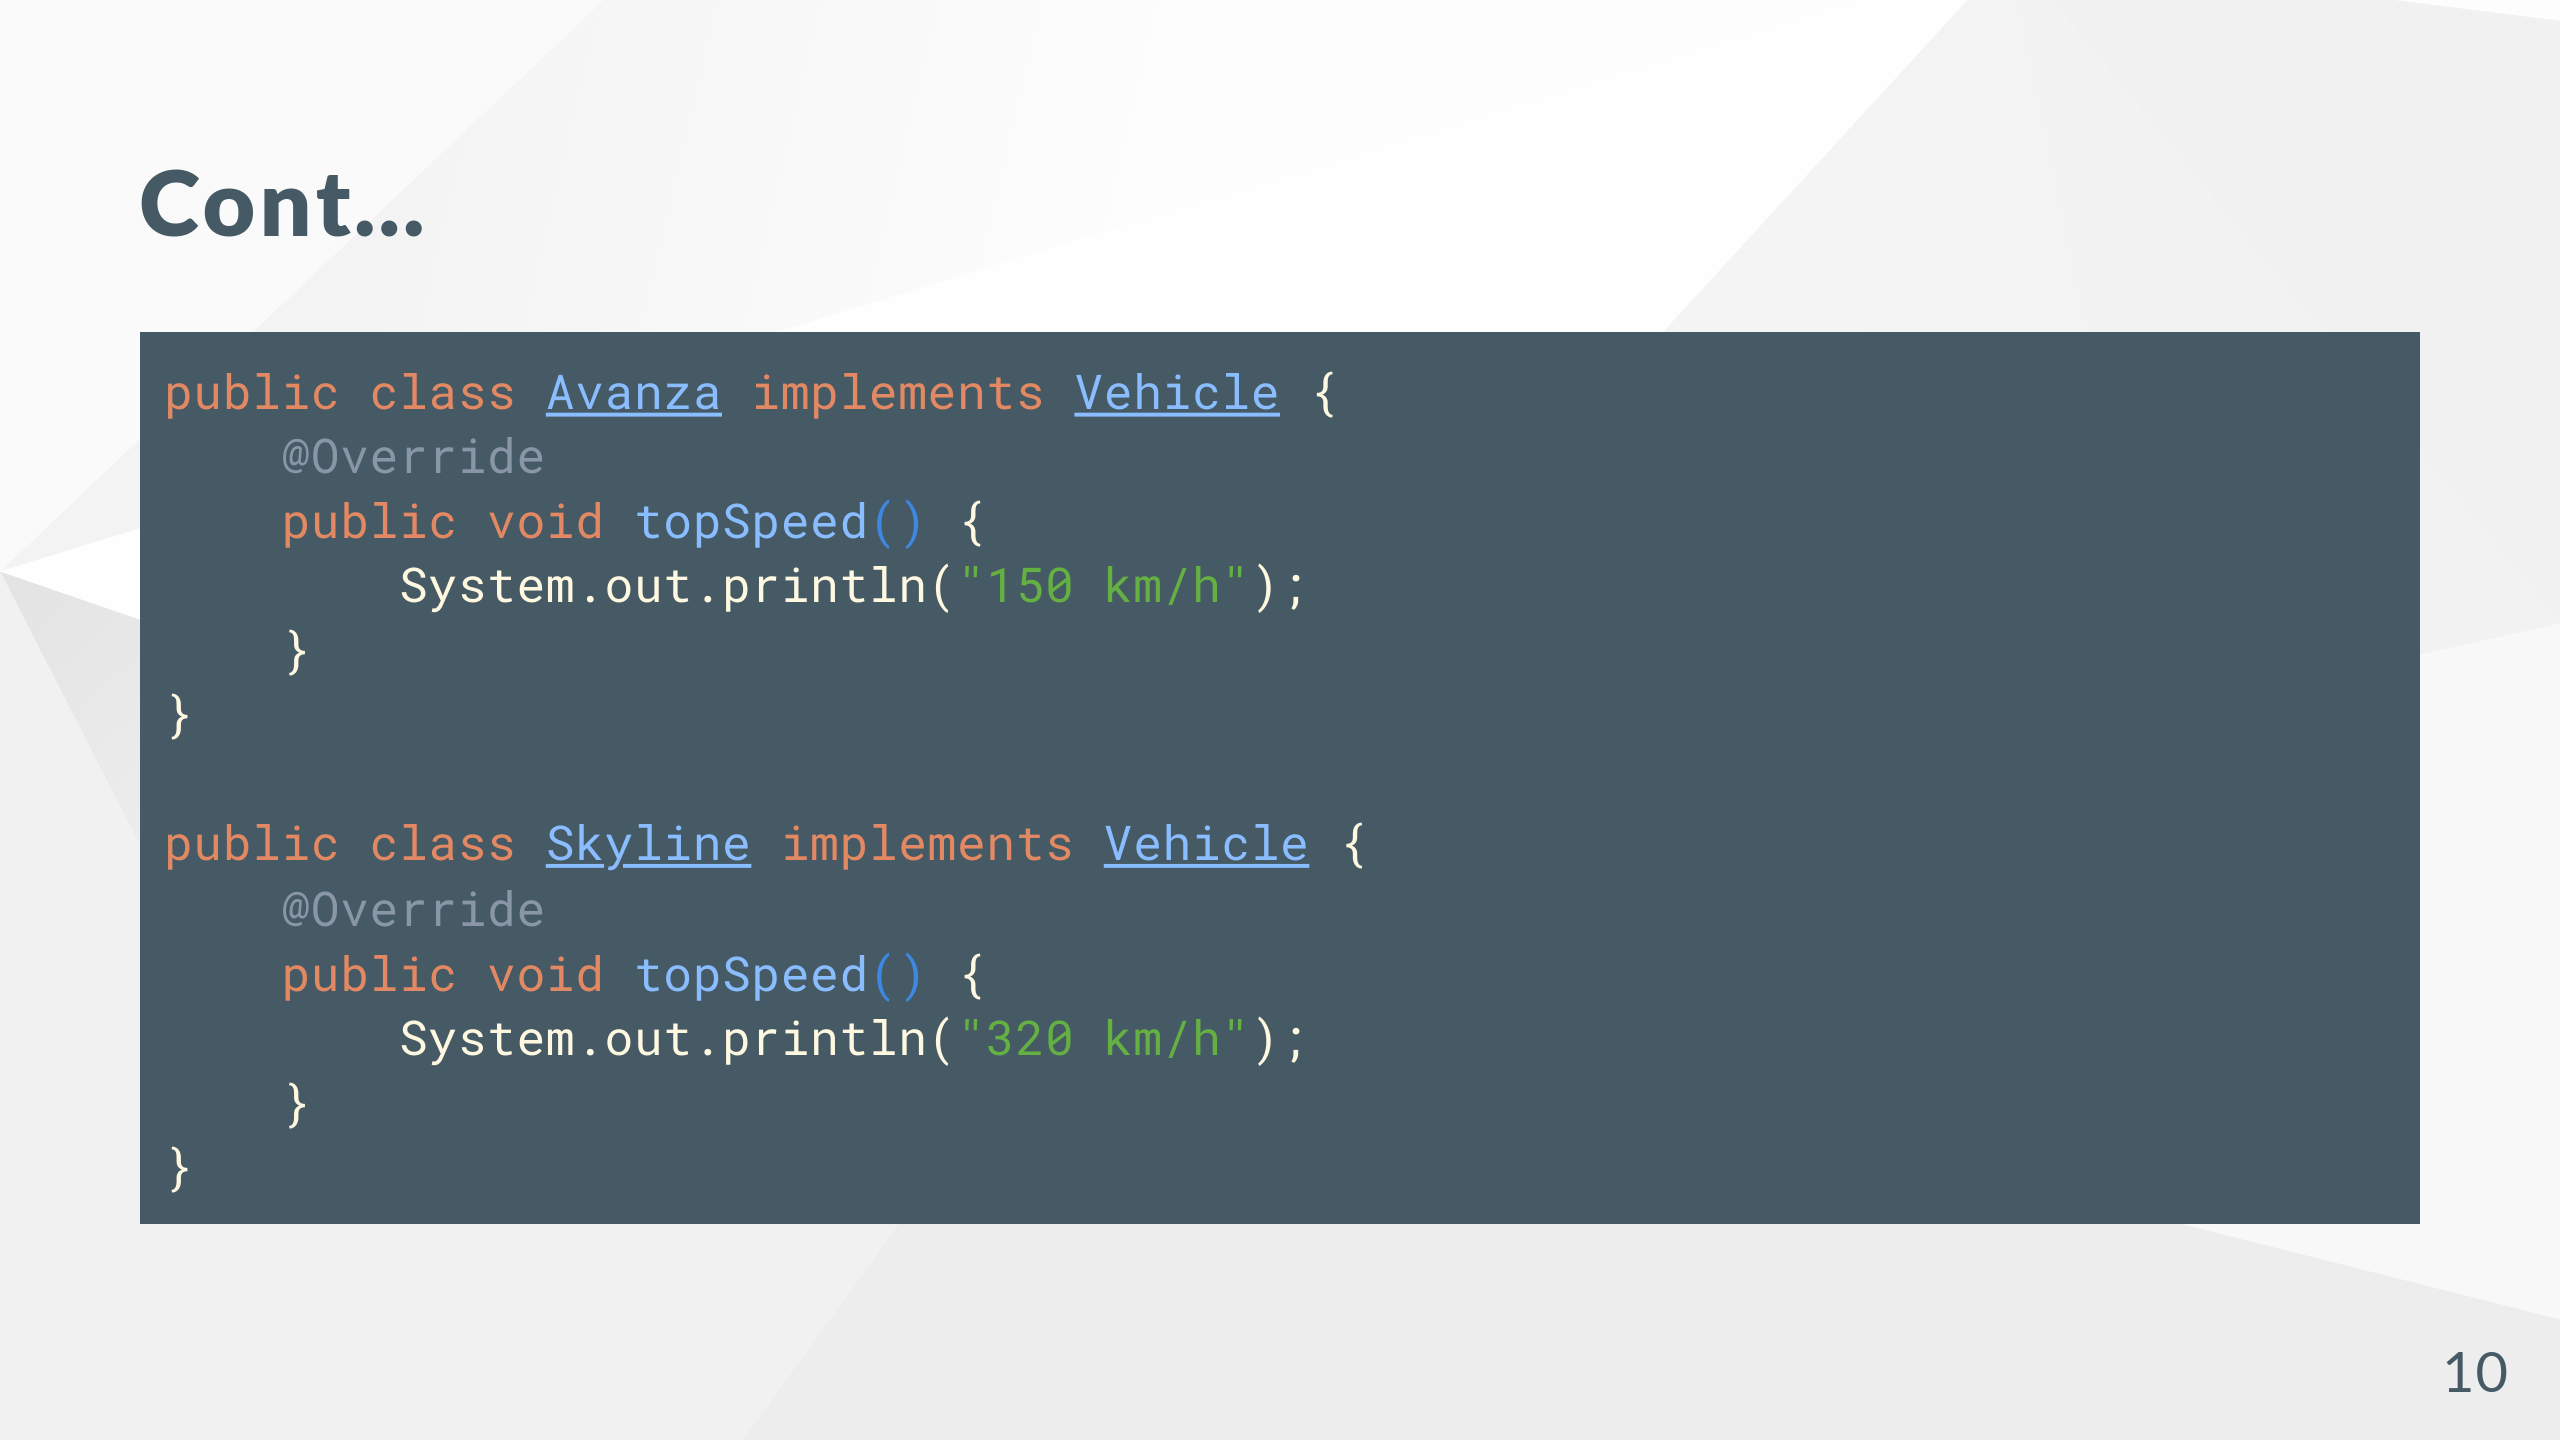 Cont...
public class Avanza implements Vehicle {
    @Override
    public void topSpeed() {
        System.out.println("150 km/h");
    }
}

public class Skyline implements Vehicle {
    @Override
    public void topSpeed() {
        System.out.println("320 km/h");
    }
}
10